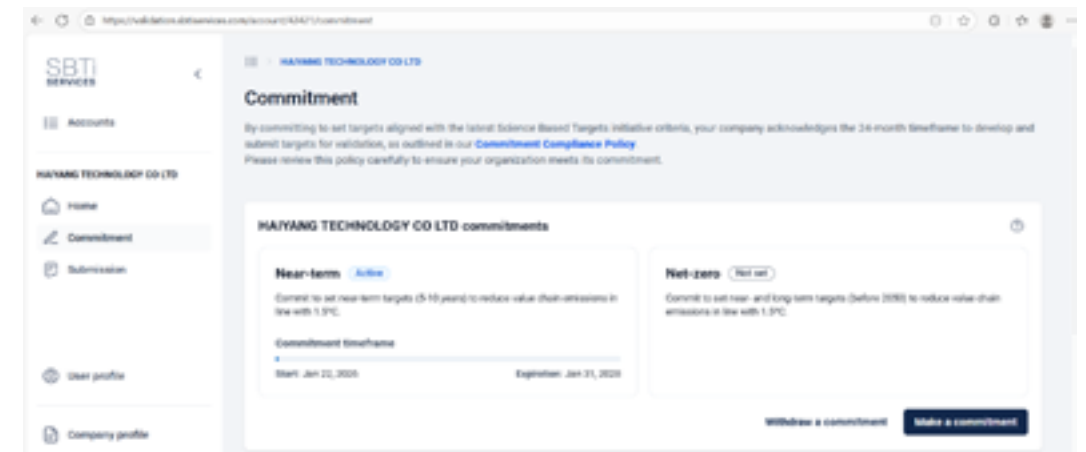 SBTi
SERVICES
Accounts
HAIYANG TECHNOLOGY CO LTD
Home
Commitment
Submission
User profile
Company profile
HAIYANG TECHNOLOGY CO LTD
Commitment
By committing to set targets aligned with the latest Science Based Targets initiative criteria, your company acknowledges the 24-month timeframe to develop and
submit targets for validation, as outlined in our Commitment Compliance Policy
Please review this policy carefully to ensure your organization meets its commitment.
HAIYANG TECHNOLOGY CO LTD commitments
Near-term Active
Commit to set near-term targets (5-10 years) to reduce value chain emissions in
line with 1.5°C.
Commitment timeframe
Start: Jan 22,
Expiration: Jan 31,
Net-zero Not set
Commit to set near- and long-term targets (before 2050) to reduce value chain
emissions in line with 1.5°C.
Withdraw a commitment
Make a commitment